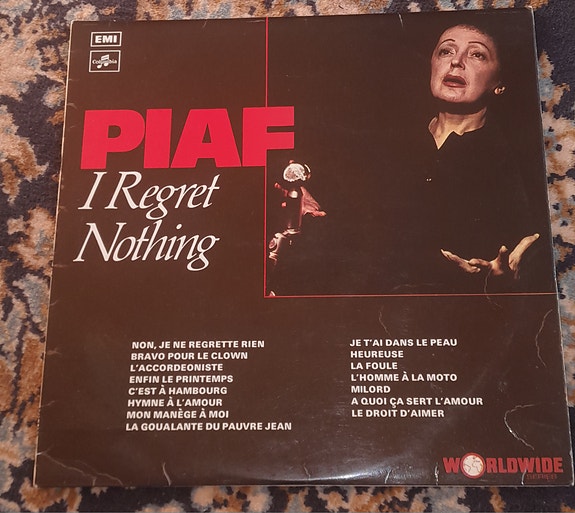 EMI
Columbia
PIAF
I Regret
Nothing
NON, JE NE REGRETTE RIEN
BRAVO POUR LE CLOWN
L'ACCORDEONISTE
ENFIN LE PRINTEMPS
C'EST À HAMBOURG
HYMNE À L'AMOUR
MON MANÈGE À MOI
LA GOUALANTE DU PAUVRE JEAN
JE T'AI DANS LE PEAU
HEUREUSE
LA FOULE
L'HOMME À LA MOTO
MILORD
A QUOI ÇA SERT L'AMOUR
LE DROIT D'AIMER
WORLDWIDE
SERIES